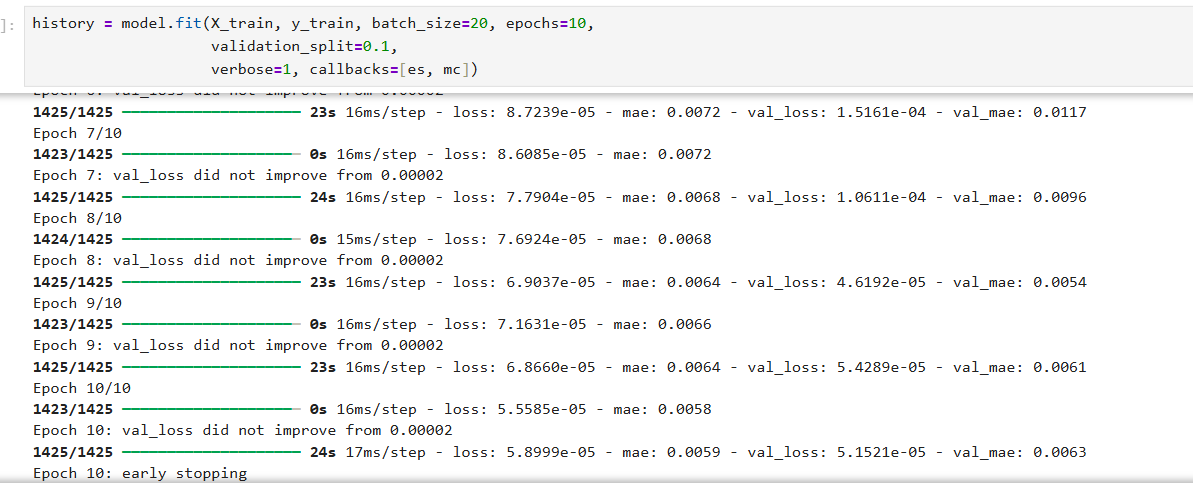 ]:
history = model.fit(X_train, y_train, batch_size=20, epochs=10,
validation_split=0.1,
verbose=1, callbacks=[es, mc])
Epoch 6: val_loss did not improve from 0.00002
1425/1425 ━━━━━━━━━━━━━━━━━━━━ 23s 16ms/step - loss: 8.7239e-05 - mae: 0.0072 - val_loss: 1.5161e-04 - val_mae: 0.0117
Epoch 7/10
1423/1425 ━━━━━━━━━━━━━━━━━━━━ 0s 16ms/step - loss: 8.6085e-05 - mae: 0.0072
Epoch 7: val_loss did not improve from 0.00002
1425/1425 ━━━━━━━━━━━━━━━━━━━━ 24s 16ms/step - loss: 7.7904e-05 - mae: 0.0068 - val_loss: 1.0611e-04 - val_mae: 0.0096
Epoch 8/10
1424/1425 ━━━━━━━━━━━━━━━━━━━━ 0s 15ms/step - loss: 7.6924e-05 - mae: 0.0068
Epoch 8: val_loss did not improve from 0.00002
1425/1425 ━━━━━━━━━━━━━━━━━━━━ 23s 16ms/step - loss: 6.9037e-05 - mae: 0.0064 - val_loss: 4.6192e-05 - val_mae: 0.0054
Epoch 9/10
1423/1425 ━━━━━━━━━━━━━━━━━━━━ 0s 16ms/step - loss: 7.1631e-05 - mae: 0.0066
Epoch 9: val_loss did not improve from 0.00002
1425/1425 ━━━━━━━━━━━━━━━━━━━━ 23s 16ms/step - loss: 6.8660e-05 - mae: 0.0064 - val_loss: 5.4289e-05 - val_mae: 0.0061
Epoch 10/10
1423/1425 ━━━━━━━━━━━━━━━━━━━━ 0s 16ms/step - loss: 5.5585e-05 - mae: 0.0058
Epoch 10: val_loss did not improve from 0.00002
1425/1425 ━━━━━━━━━━━━━━━━━━━━ 24s 17ms/step - loss: 5.8999e-05 - mae: 0.0059 - val_loss: 5.1521e-05 - val_mae: 0.0063
Epoch 10: early stopping